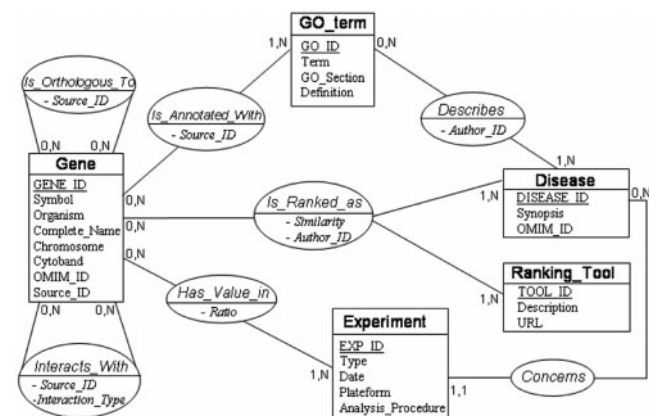 GO_term
1,N
0,N
GO_ID
Term
GO_Section
Definition
0,N
0,N
Is_Orthologous_To
- Source_ID
0,N
0,N
Is_Annotated_With
- Source_ID
Describes
- Author_ID
Gene
GENE_ID
Symbol
Organism
Complete_Name
Chromosome
Cytoband
OMIM_ID
Source_ID
0,N
0,N
0,N
0,N
0,N
Is_Ranked_as
- Similarity
- Author_ID
1,N
1,N
0,N
Disease
DISEASE_ID
Synopsis
OMIM_ID
1,N
Ranking_Tool
TOOL_ID
Description
URL
Has_Value_in
- Ratio
Interacts_With
- Source_ID
-Interaction_Type
1,N
Experiment
EXP_ID
Type
Date
Plateform
Analysis_Procedure
1,1
Concerns